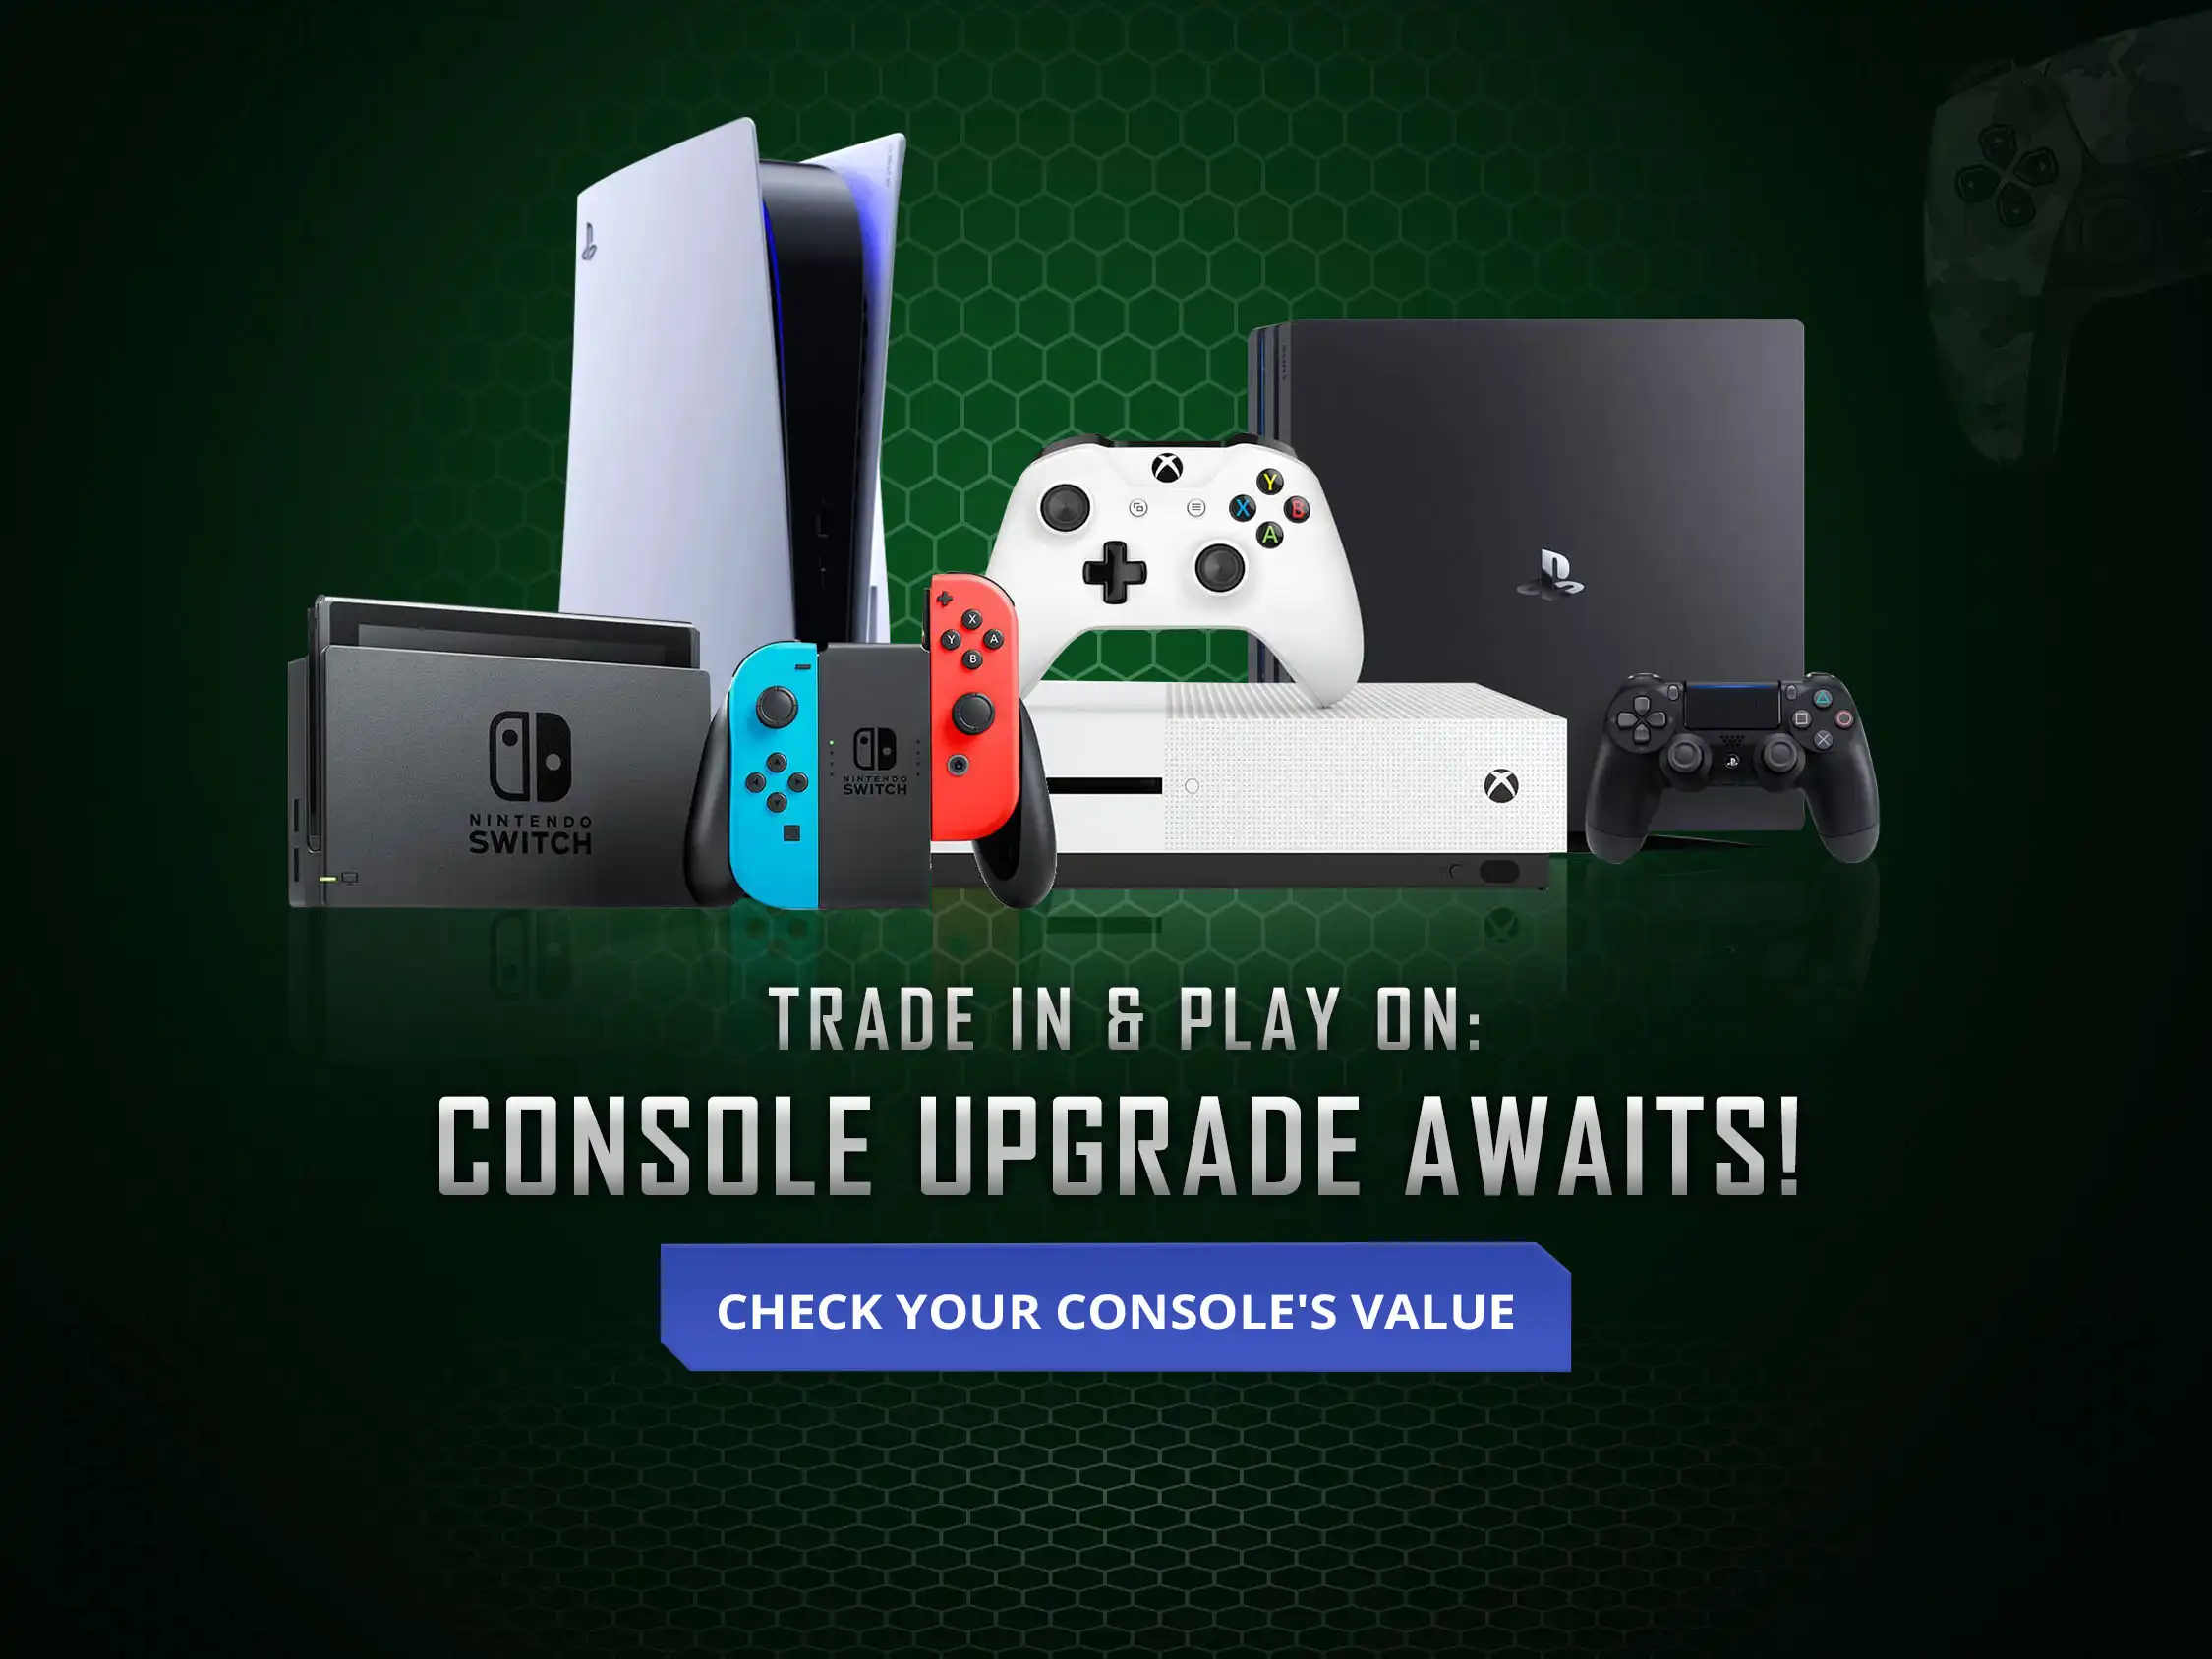 Y
X
B
A
X
Y
A
B
NINTENDO
SWITCH
NINTENDO
SWITCH
TRADE IN & PLAY ON:
CONSOLE UPGRADE AWAITS!
CHECK YOUR CONSOLE'S VALUE